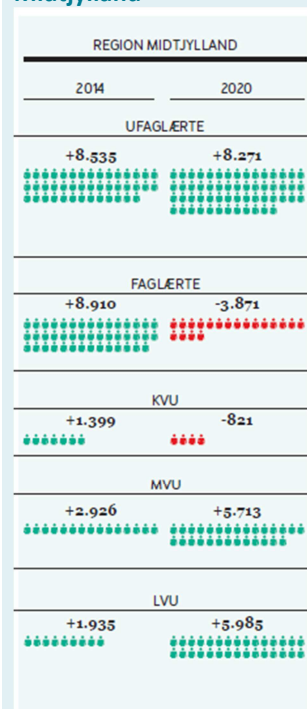 REGION MIDTJYLLAND
2014 2020
UFAGLÆRTE
+8.535 +8.271
FAGLÆRTE
+8.910 -3.871
KVU
+1.399 -821
MVU
+2.926 +5.713
LVU
+1.935 +5.985